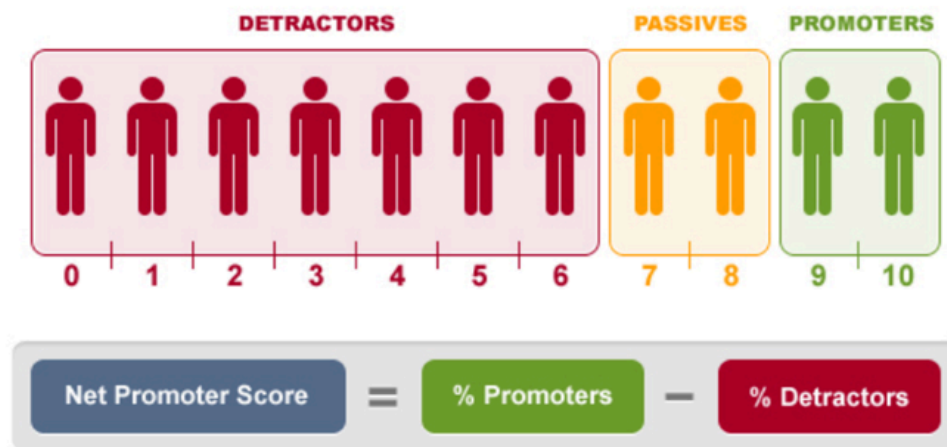 DETRACTORS PASSIVES PROMOTERS
0 1 2 3 4 5 6 7 8 9 10
Net Promoter Score = % Promoters − % Detractors